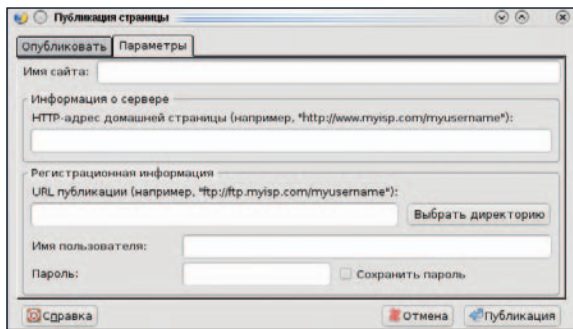 Публикация страницы
Опубликовать Параметры
Имя сайта:
Информация о сервере
HTTP-адрес домашней страницы (например, "http://www.myisp.com/myusername"):
Регистрационная информация
URL публикации (например, "ftp://ftp.myisp.com/myusername"):
Выбрать директорию
Имя пользователя:
Пароль: Сохранить пароль
Справка Отмена Публикация